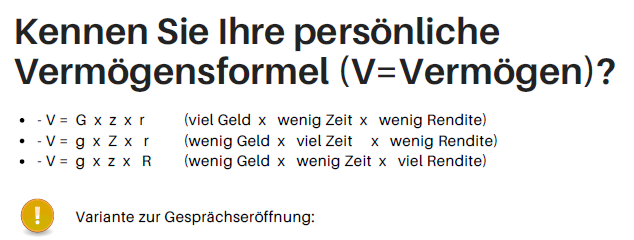 Kennen Sie Ihre persönliche
Vermögensformel (V=Vermögen)?
• - V = G x z x r (viel Geld x wenig Zeit x wenig Rendite)
• - V = g x Z x r (wenig Geld x viel Zeit x wenig Rendite)
• - V = g x z x R (wenig Geld x wenig Zeit x viel Rendite)
! Variante zur Gesprächseröffnung: